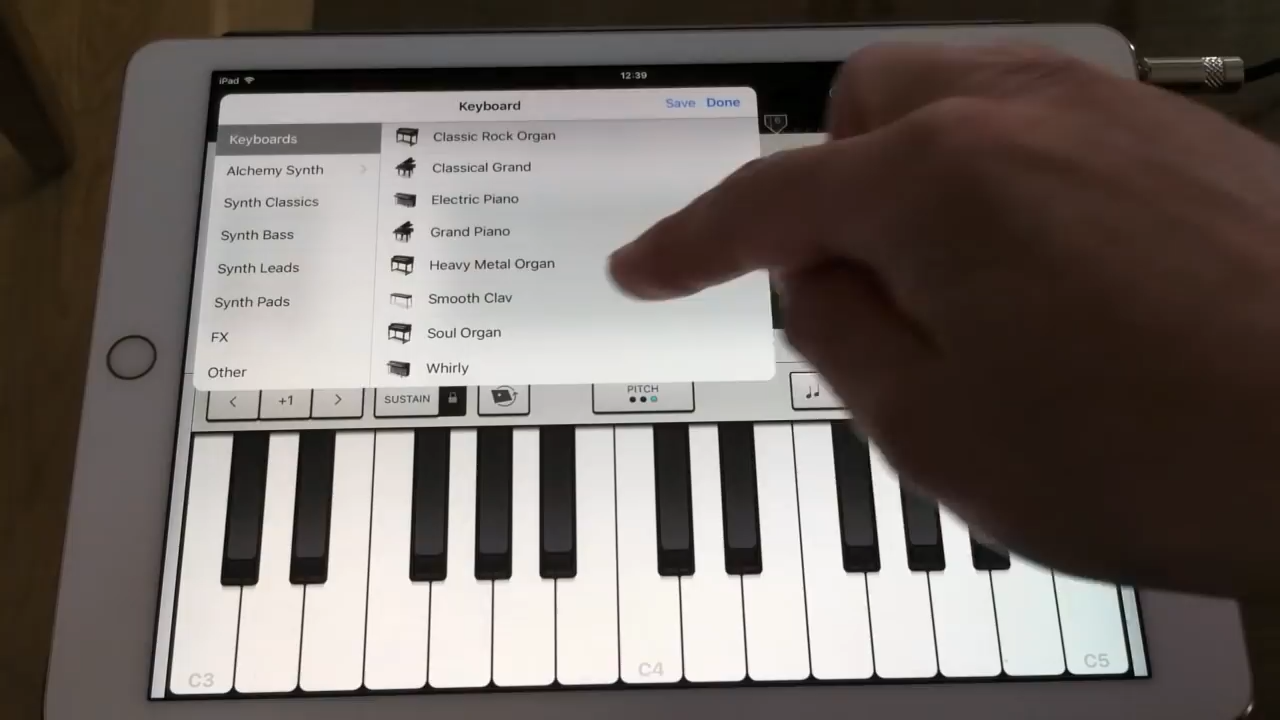 iPad
12:39
Keyboard
Save Done
Keyboards
Alchemy Synth
Synth Classics
Synth Bass
Synth Leads
Synth Pads
FX
Other
Classic Rock Organ
Classical Grand
Electric Piano
Grand Piano
Heavy Metal Organ
Smooth Clav
Soul Organ
Whirly
< +1 >
SUSTAIN
PITCH
C3
C4
C5